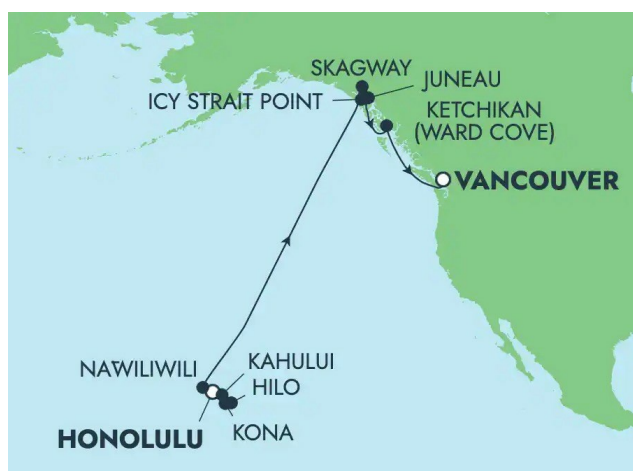 SKAGWAY
JUNEAU
ICY STRAIT POINT
KETCHIKAN
(WARD COVE)
VANCOUVER
NAWILIWILI
KAHULUI
HILO
HONOLULU
KONA